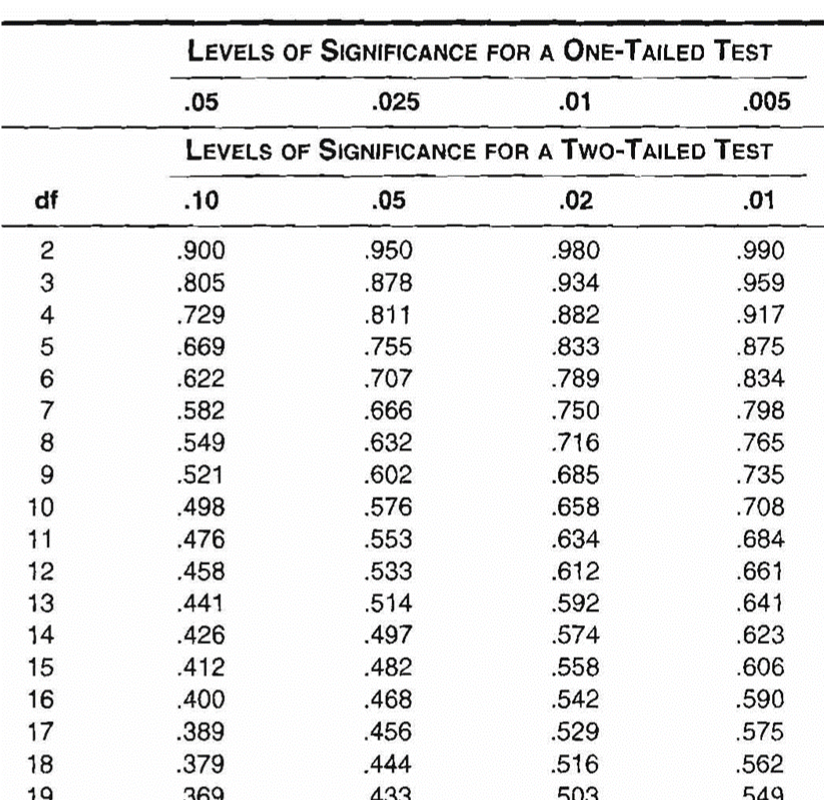 LEVELS OF SIGNIFICANCE FOR A ONE-TAILED TEST
.05 .025 .01 .005
LEVELS OF SIGNIFICANCE FOR A TWO-TAILED TEST
df .10 .05 .02 .01
2 .900 .950 .980 .990
3 .805 .878 .934 .959
4 .729 .811 .882 .917
5 .669 .755 .833 .875
6 .622 .707 .789 .834
7 .582 .666 .750 .798
8 .549 .632 .716 .765
9 .521 .602 .685 .735
10 .498 .576 .658 .708
11 .476 .553 .634 .684
12 .458 .533 .612 .661
13 .441 .514 .592 .641
14 .426 .497 .574 .623
15 .412 .482 .558 .606
16 .400 .468 .542 .590
17 .389 .456 .529 .575
18 .379 .444 .516 .562
19 .369 .433 .503 .549